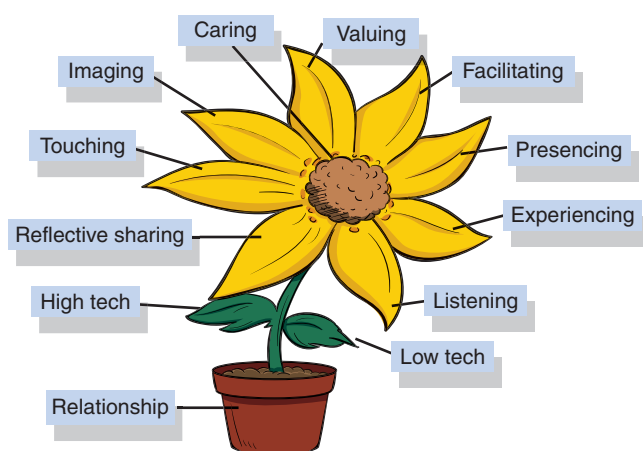 Caring
Valuing
Imaging
Facilitating
Touching
Presencing
Experiencing
Reflective sharing
High tech
Listening
Low tech
Relationship